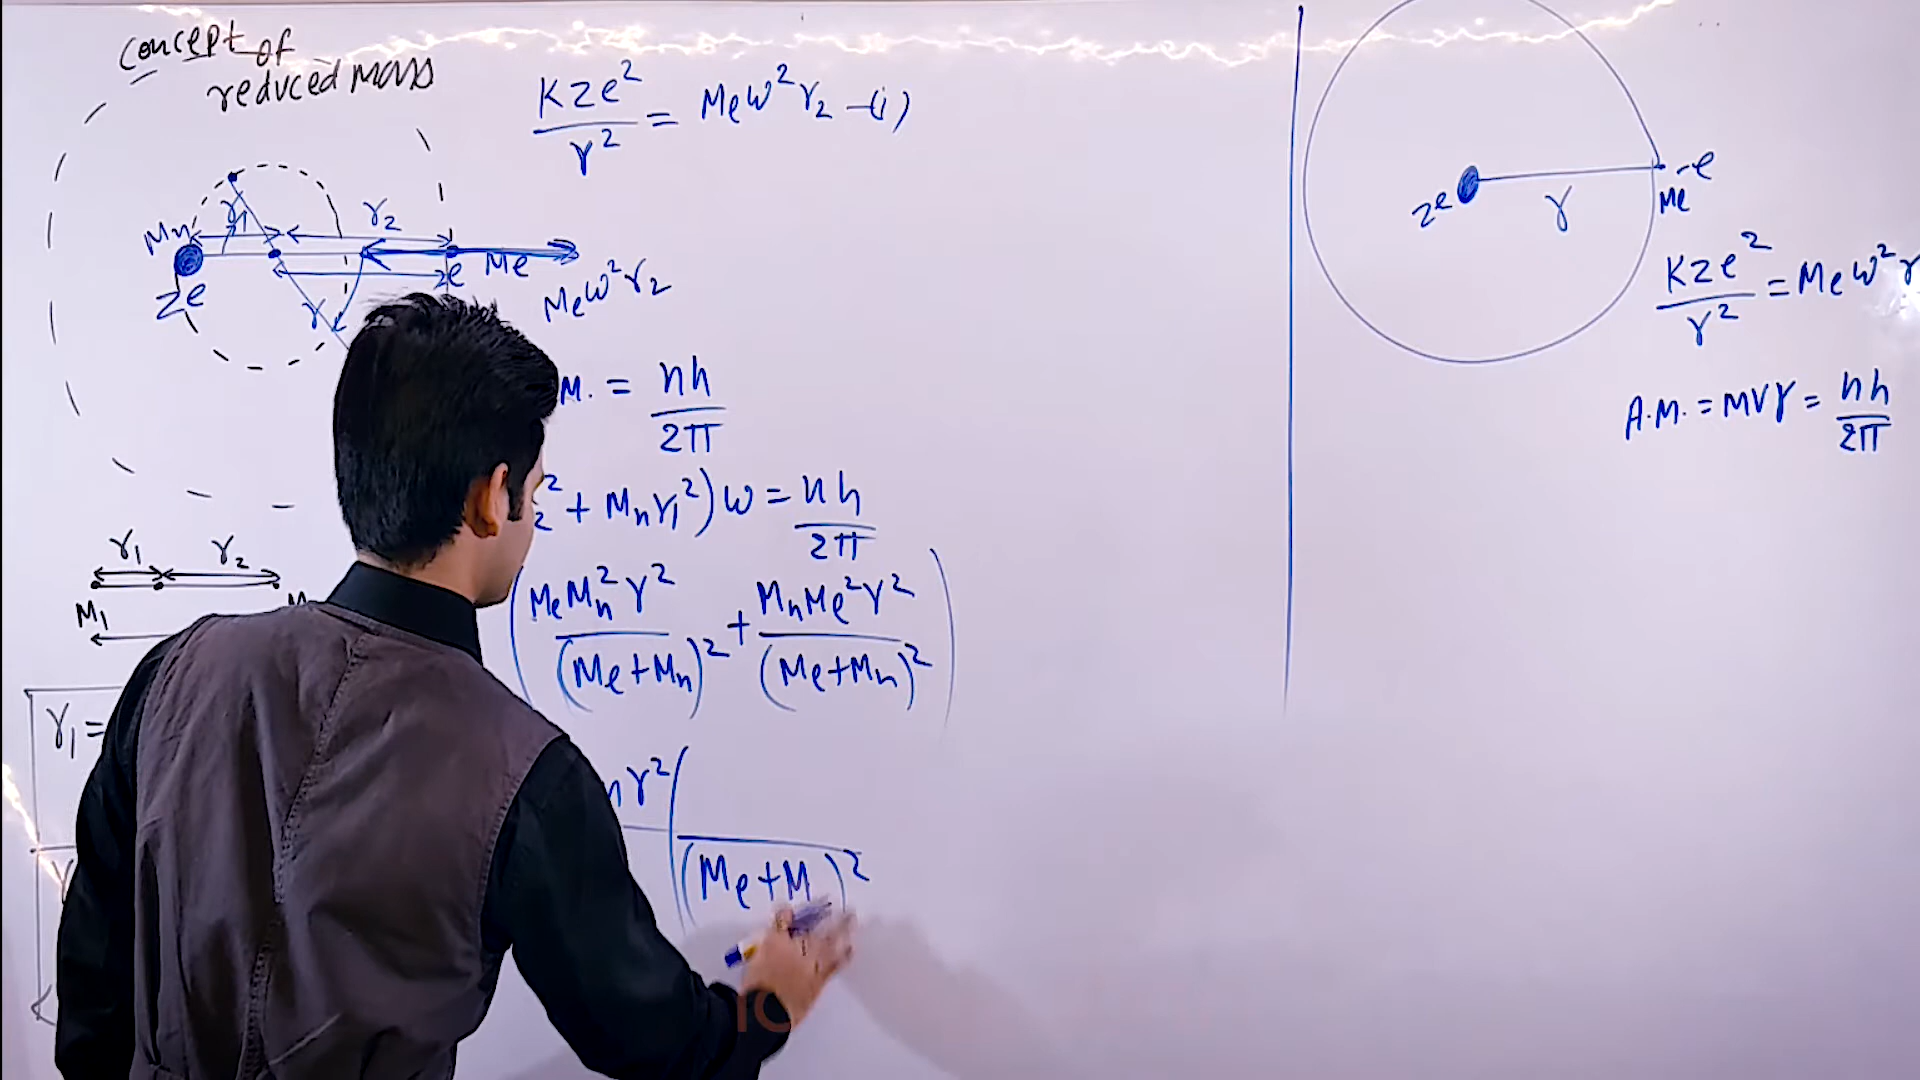 Concept of
reduced mass
Mn
r1
r2
Ze
r
Me
Meω²r2
KZe²/r² = Meω²r2 –(i)
M. = nh/2π
2² + Mnr1²)ω = nh/2π
(MeMn²r²/(Me+Mn)² + MnMe²r²/(Me+Mn)²)
r1 r2
M1
r1 =
nr² (
(Me+M )²
Ze
r
-e
Me
KZe²/r² = Meω²r
A.M. = MVr = nh/2π